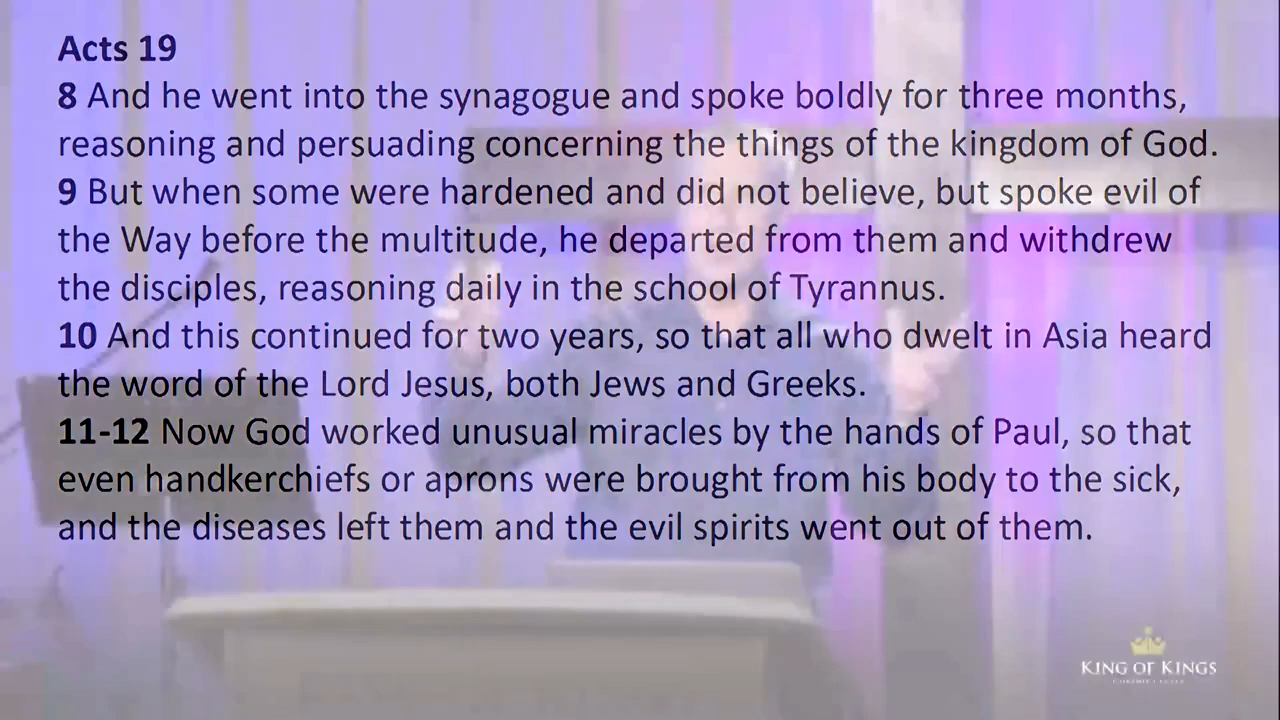 Acts 19
8 And he went into the synagogue and spoke boldly for three months,
reasoning and persuading concerning the things of the kingdom of God.
9 But when some were hardened and did not believe, but spoke evil of
the Way before the multitude, he departed from them and withdrew
the disciples, reasoning daily in the school of Tyrannus.
10 And this continued for two years, so that all who dwelt in Asia heard
the word of the Lord Jesus, both Jews and Greeks.
11-12 Now God worked unusual miracles by the hands of Paul, so that
even handkerchiefs or aprons were brought from his body to the sick,
and the diseases left them and the evil spirits went out of them.
KING OF KINGS